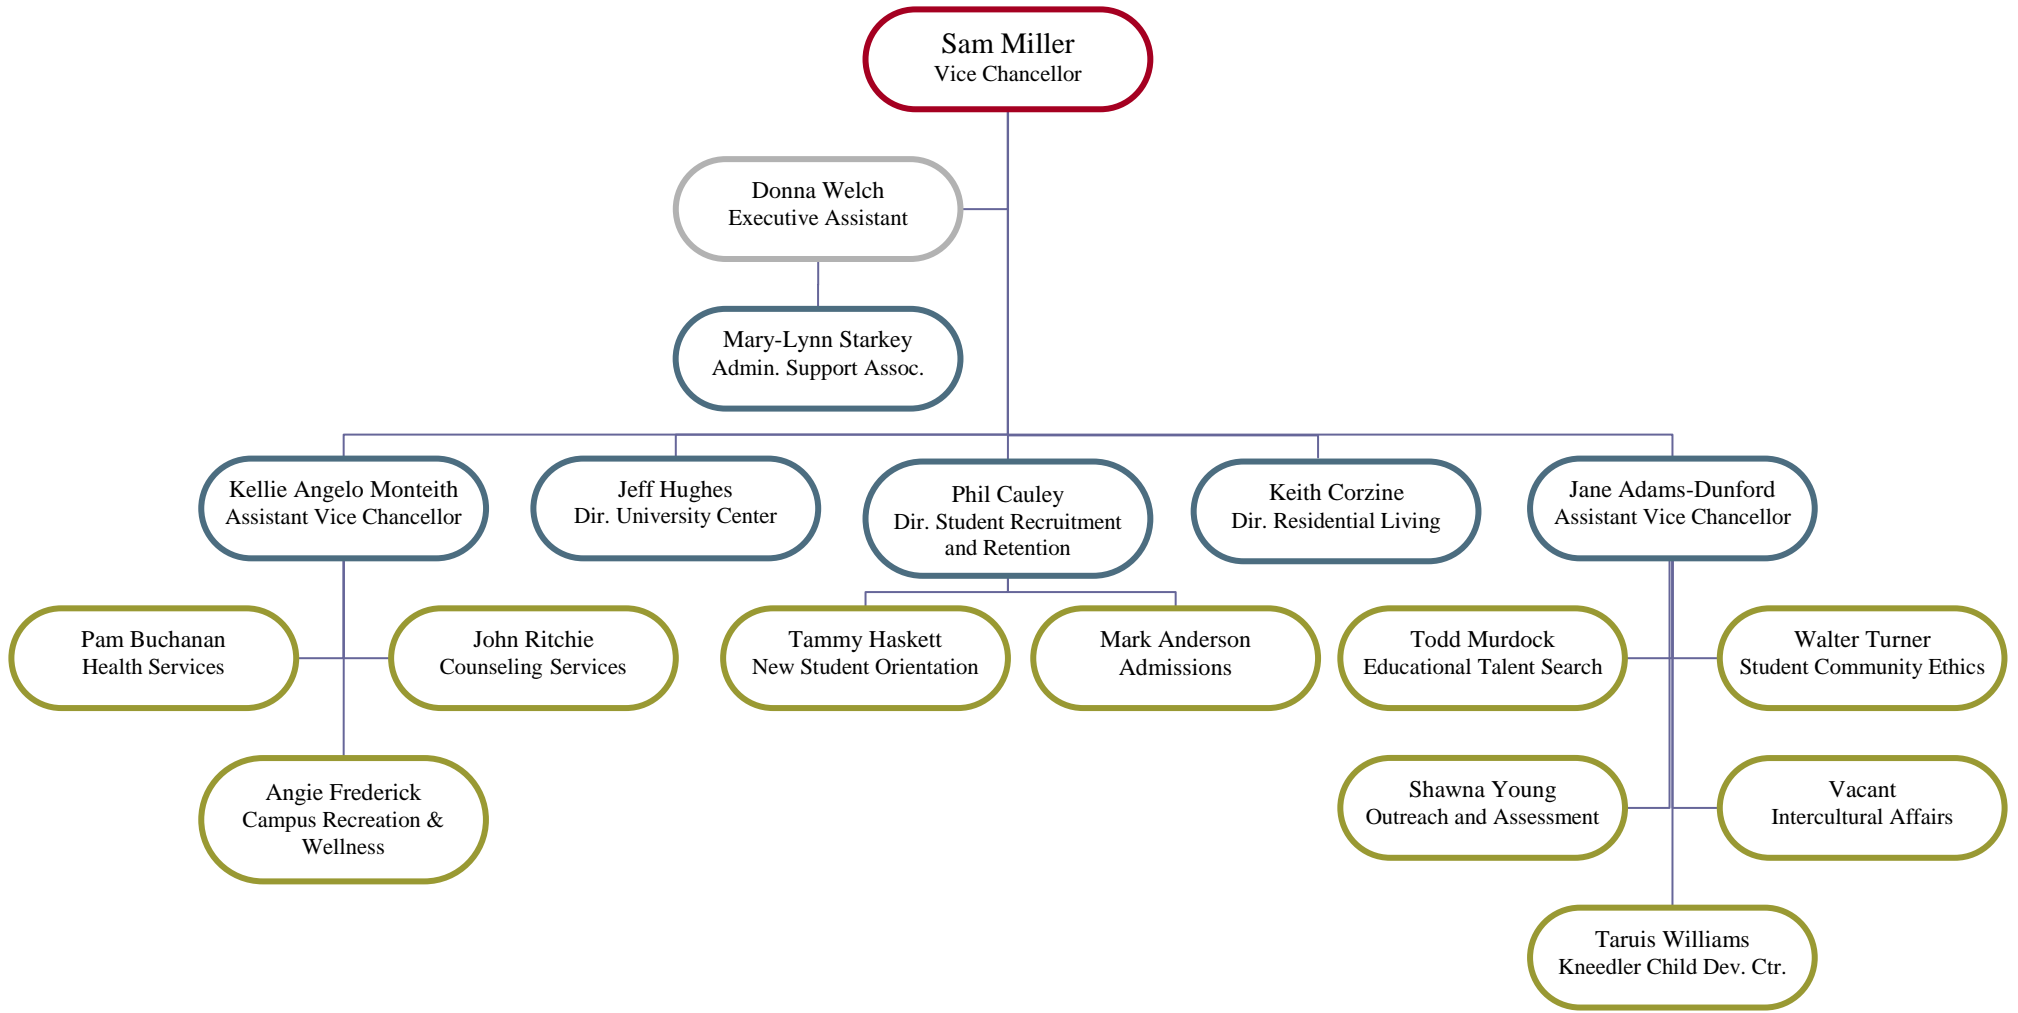 Sam Miller
Vice Chancellor
Donna Welch
Executive Assistant
Mary-Lynn Starkey
Admin. Support Assoc.
Kellie Angelo Monteith
Assistant Vice Chancellor
Jeff Hughes
Dir. University Center
Phil Cauley
Dir. Student Recruitment
and Retention
Keith Corzine
Dir. Residential Living
Jane Adams-Dunford
Assistant Vice Chancellor
Pam Buchanan
Health Services
John Ritchie
Counseling Services
Tammy Haskett
New Student Orientation
Mark Anderson
Admissions
Todd Murdock
Educational Talent Search
Walter Turner
Student Community Ethics
Angie Frederick
Campus Recreation &
Wellness
Shawna Young
Outreach and Assessment
Vacant
Intercultural Affairs
Taruis Williams
Kneedler Child Dev. Ctr.